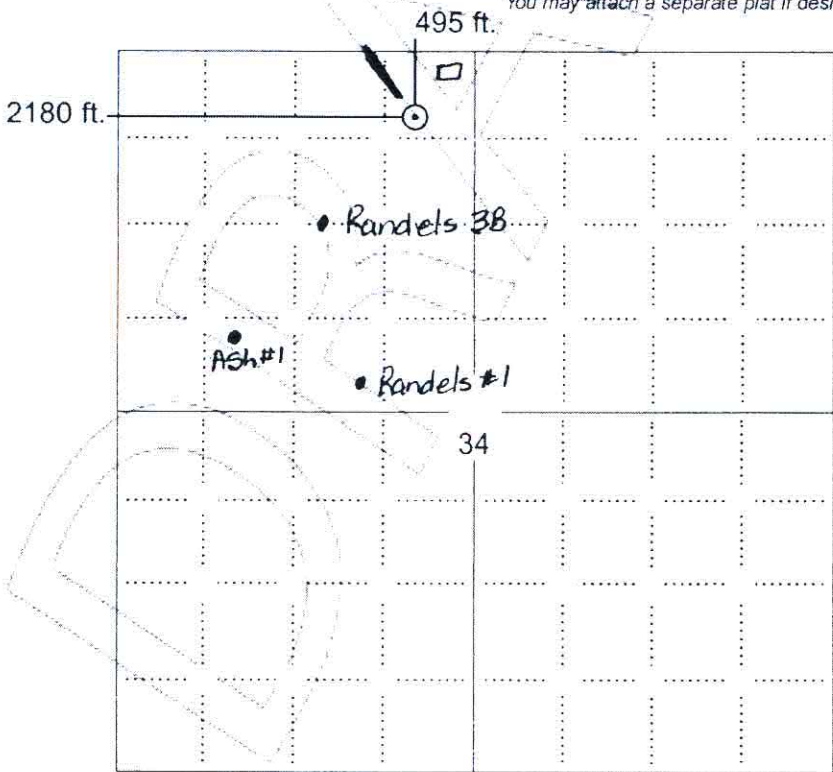 You may attach a separate plat if desi
495 ft.
2180 ft.
Randels 3B
ASh #1
Randels #1
34